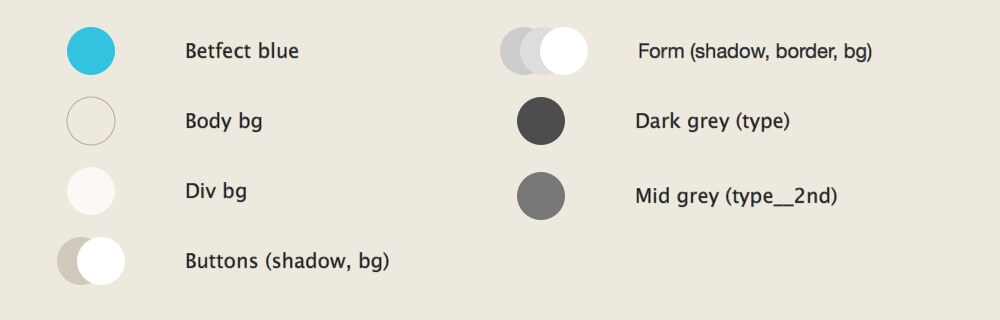 Betfect blue
Body bg
Div bg
Buttons (shadow, bg)
Form (shadow, border, bg)
Dark grey (type)
Mid grey (type__2nd)